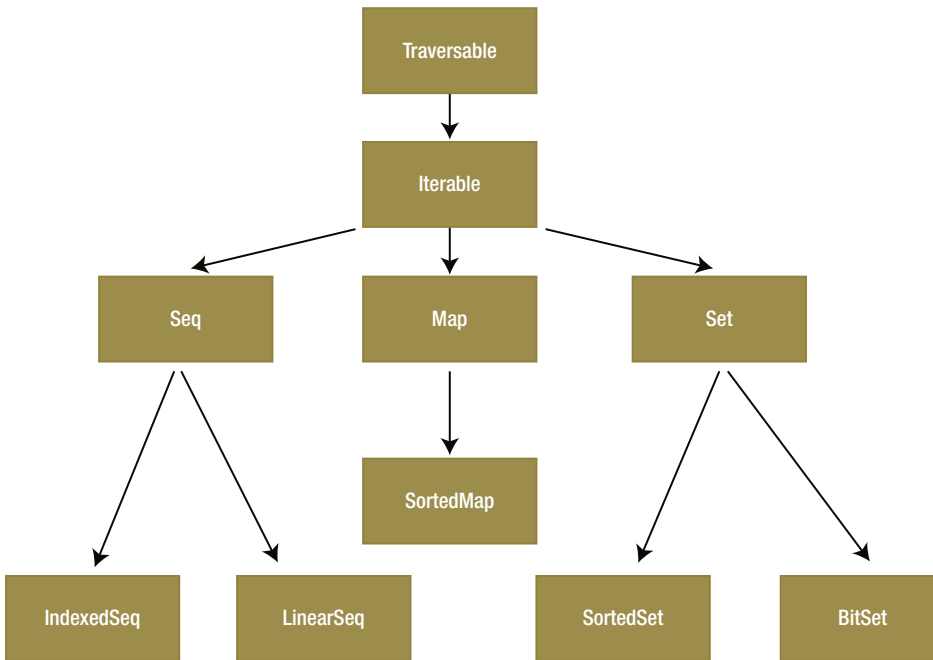 Traversable
Iterable
Seq
Map
Set
SortedMap
IndexedSeq
LinearSeq
SortedSet
BitSet